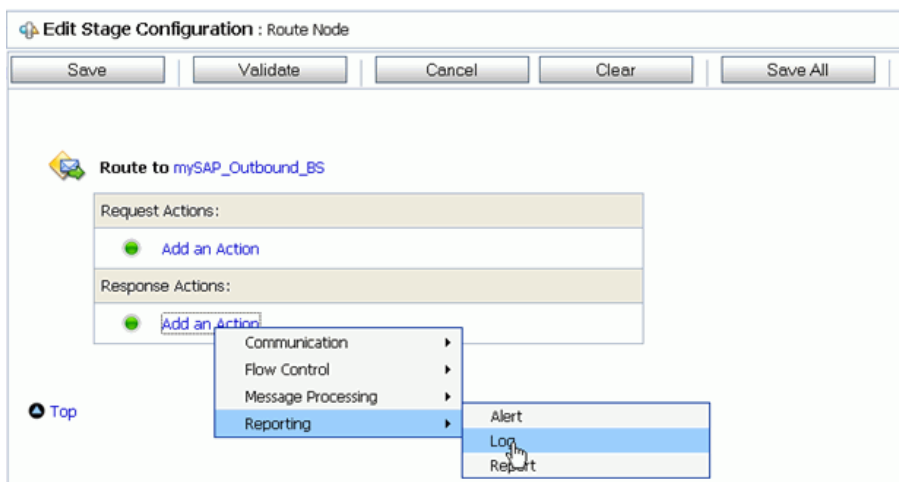 Edit Stage Configuration : Route Node
Save Validate Cancel Clear Save All
Route to mySAP_Outbound_BS
Request Actions:
Add an Action
Response Actions:
Add an Action
Communication
Flow Control
Message Processing
Reporting
Alert
Log
Report
Top